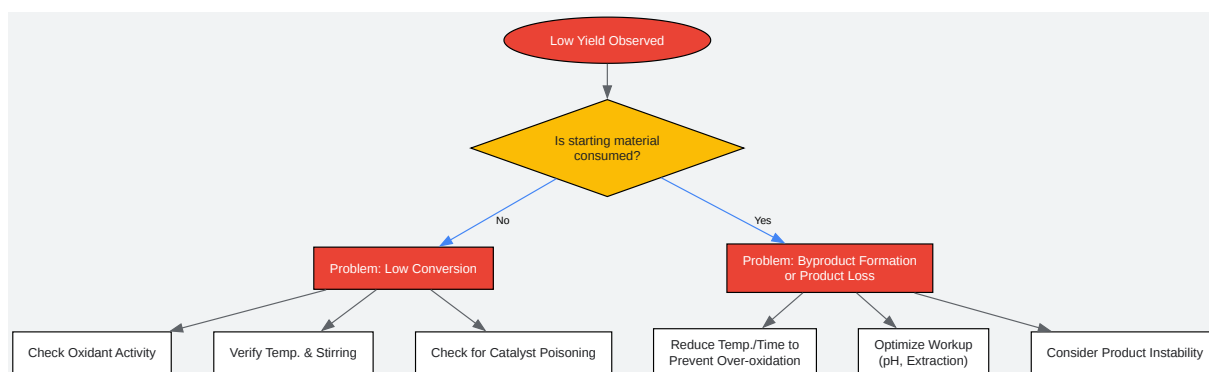 Low Yield Observed
Is starting material
consumed?
No
Yes
Problem: Low Conversion
Problem: Byproduct Formation
or Product Loss
Check Oxidant Activity
Verify Temp. & Stirring
Check for Catalyst Poisoning
Reduce Temp./Time to
Prevent Over-oxidation
Optimize Workup
(pH, Extraction)
Consider Product Instability